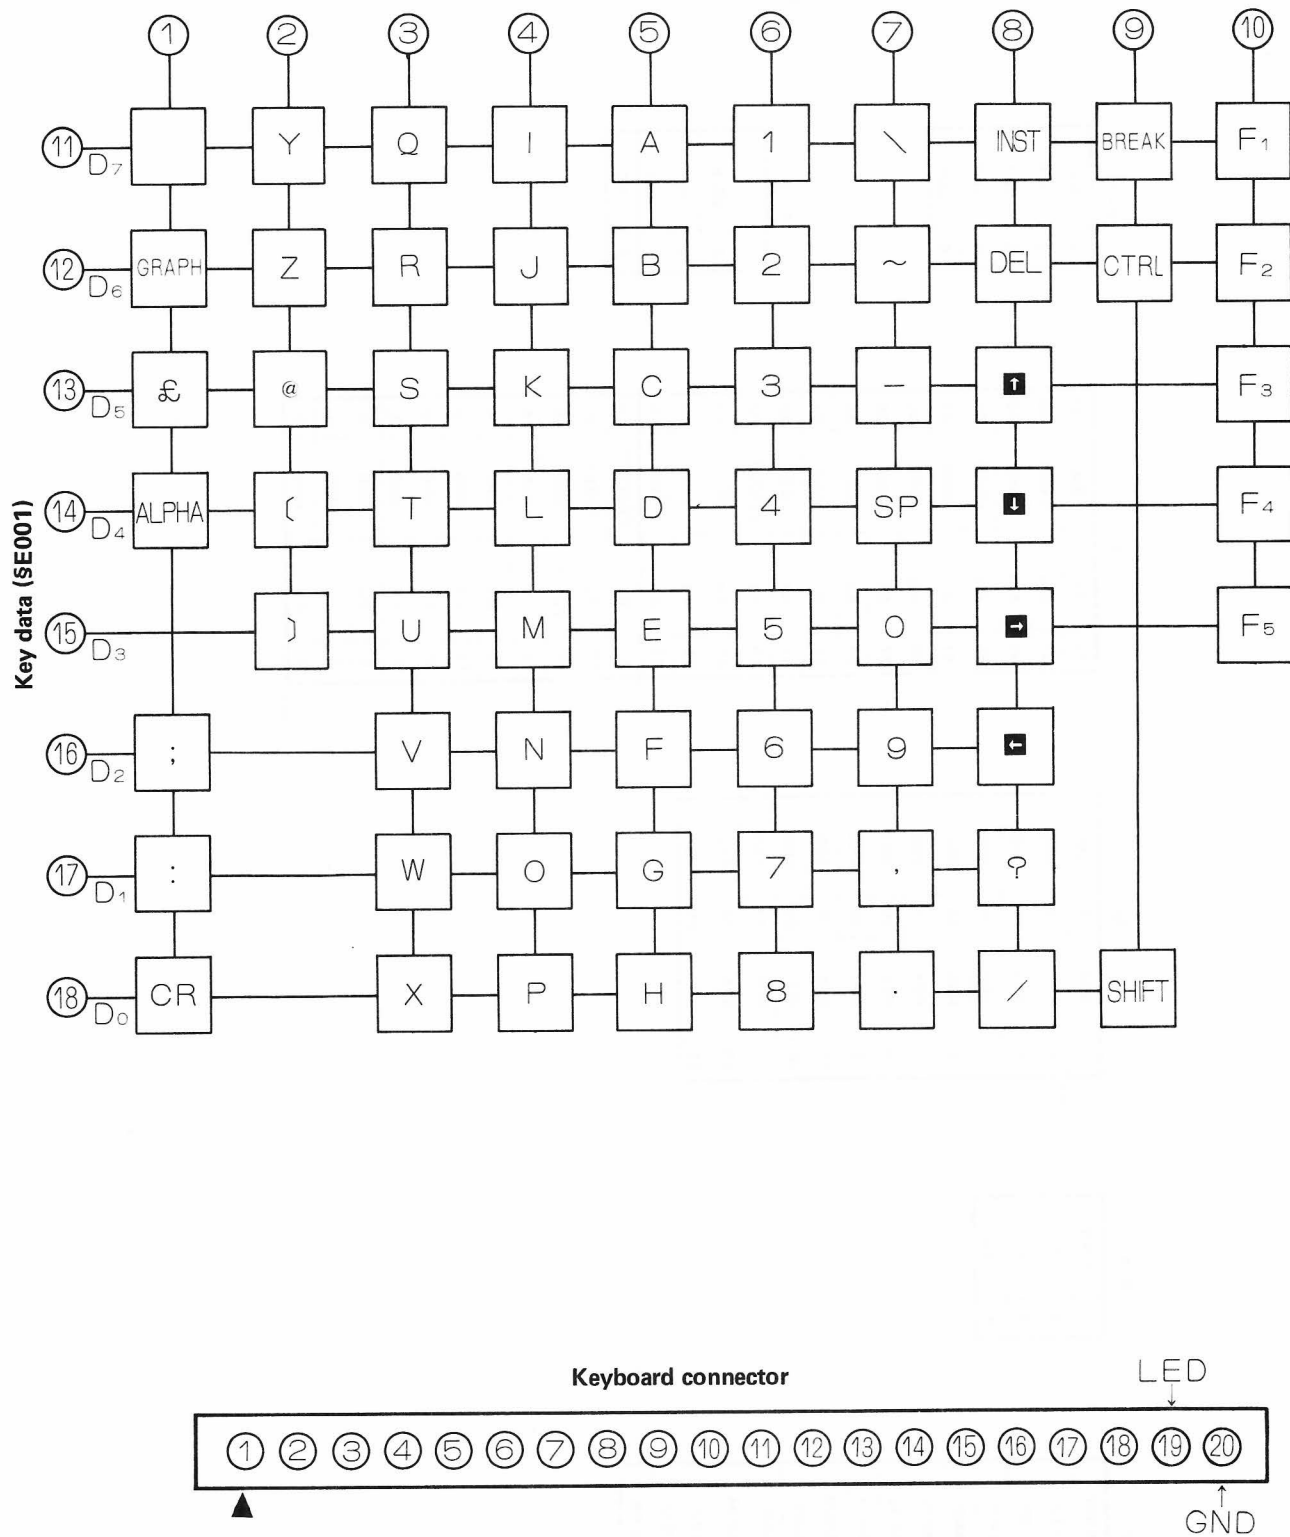 1 2 3 4 5 6 7 8 9 10
11 D7 Y Q I A 1 \ INST BREAK F1
12 D6 GRAPH Z R J B 2 ~ DEL CTRL F2
13 D5 £ @ S K C 3 - ↑ F3
14 D4 ALPHA [ T L D 4 SP ↓ F4
15 D3 ] U M E 5 0 → F5
16 D2 ; V N F 6 9 ←
17 D1 : W O G 7 , ?
18 D0 CR X P H 8 . / SHIFT
Key data ($E001)
Keyboard connector
LED
1 2 3 4 5 6 7 8 9 10 11 12 13 14 15 16 17 18 19 20
GND